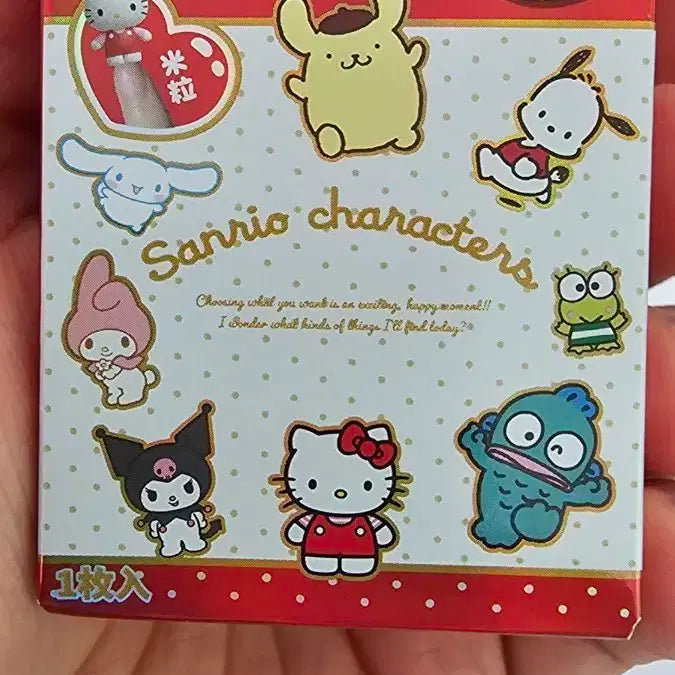 米粒
Sanrio characters
Choosing what you want is an exciting, happy moment!!
I wonder what kinds of things I'll find today?
1枚入